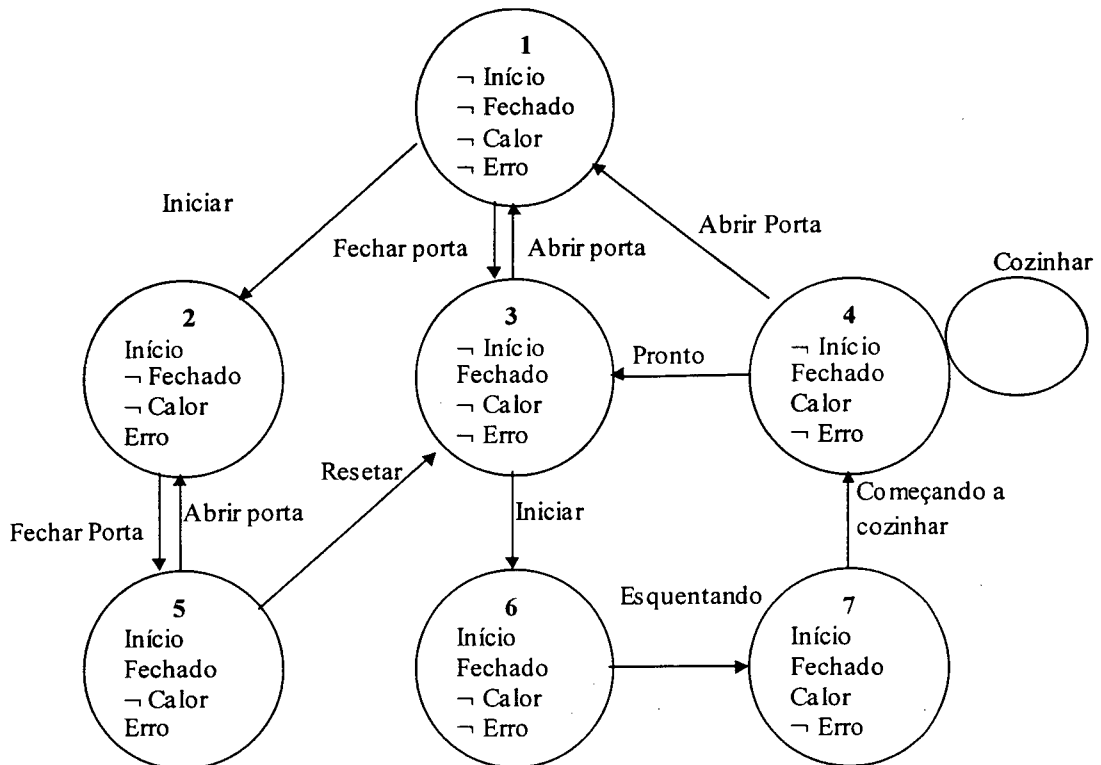 1
¬ Início
¬ Fechado
¬ Calor
¬ Erro
Iniciar
Fechar porta
Abrir porta
Abrir Porta
Cozinhar
2
Início
¬ Fechado
¬ Calor
Erro
3
¬ Início
Fechado
¬ Calor
¬ Erro
Pronto
4
¬ Início
Fechado
Calor
¬ Erro
Fechar Porta
Abrir porta
Resetar
Iniciar
Começando a
cozinhar
5
Início
Fechado
¬ Calor
Erro
6
Início
Fechado
¬ Calor
¬ Erro
Esquentando
7
Início
Fechado
Calor
¬ Erro